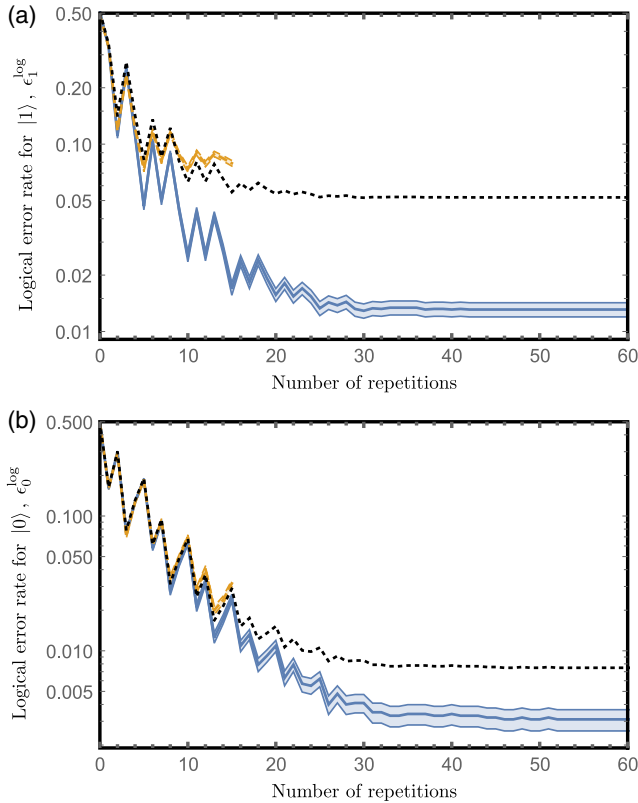 (a)
0.50
0.20
0.10
0.05
0.02
0.01
Logical error rate for |1⟩, ϵ₁^log
0 10 20 30 40 50 60
Number of repetitions
(b)
0.500
0.100
0.050
0.010
0.005
Logical error rate for |0⟩, ϵ₀^log
0 10 20 30 40 50 60
Number of repetitions